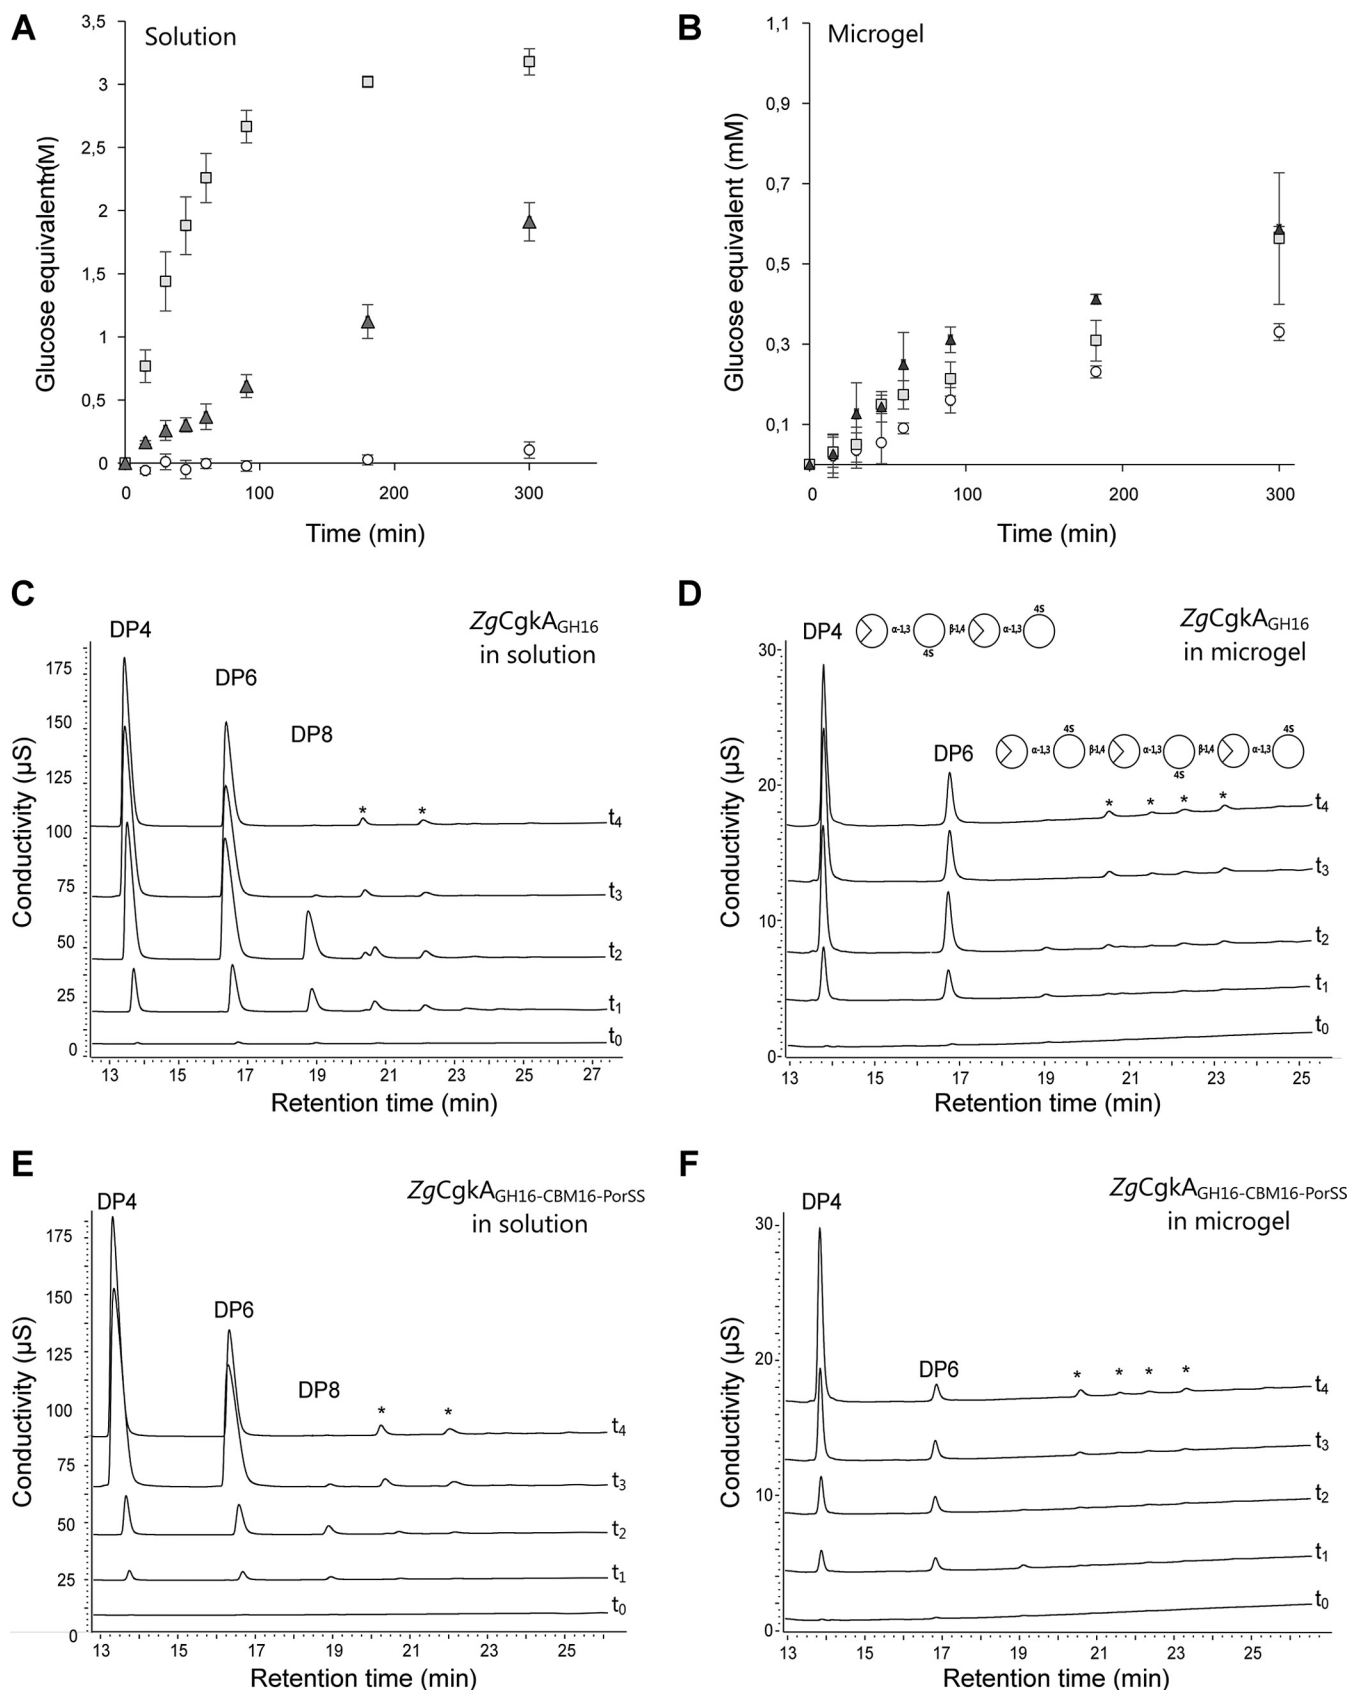 A
Solution
3,5
3
2,5
2
1,5
1
0,5
0
Glucose equivalent (M)
0 100 200 300
Time (min)
B
Microgel
1,1
0,9
0,7
0,5
0,3
0,1
Glucose equivalent (mM)
0 100 200 300
Time (min)
C
ZgCgkA GH16
in solution
DP4
DP6
DP8
* *
175
150
125
100
75
50
25
0
Conductivity (µS)
t4
t3
t2
t1
t0
13 15 17 19 21 23 25 27
Retention time (min)
D
ZgCgkA GH16
in microgel
DP4
α-1,3 4S β-1,4 α-1,3 4S
DP6
α-1,3 4S β-1,4 α-1,3 4S β-1,4 α-1,3 4S
* * * *
30
20
10
0
Conductivity (µS)
t4
t3
t2
t1
t0
13 15 17 19 21 23 25
Retention time (min)
E
ZgCgkA GH16-CBM16-PorSS
in solution
DP4
DP6
DP8
* *
175
150
125
100
75
50
25
0
Conductivity (µS)
t4
t3
t2
t1
t0
13 15 17 19 21 23 25
Retention time (min)
F
ZgCgkA GH16-CBM16-PorSS
in microgel
DP4
DP6
* * * *
30
20
10
0
Conductivity (µS)
t4
t3
t2
t1
t0
13 15 17 19 21 23 25
Retention time (min)